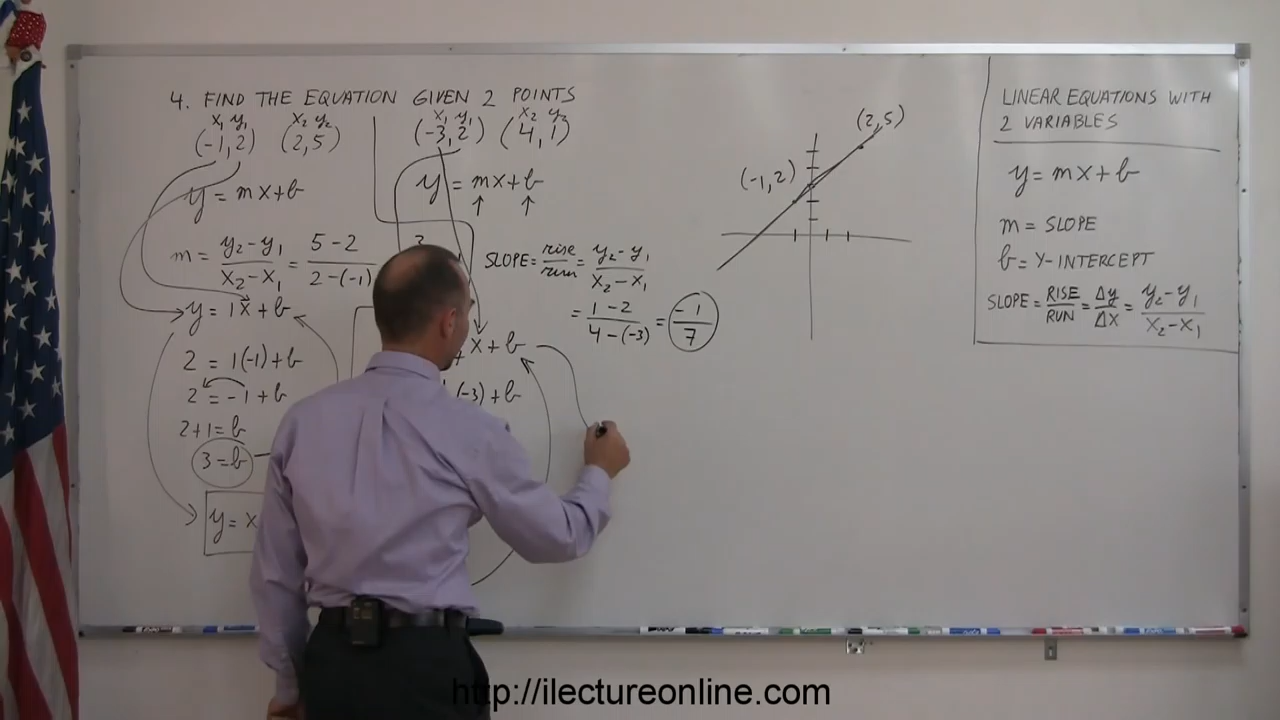 4. FIND THE EQUATION GIVEN 2 POINTS
x₁ y₁ x₂ y₂
(-1,2) (2,5)
y = mx+b
m = y₂-y₁/x₂-x₁ = 5-2/2-(-1)
y = 1x+b
2 = 1(-1)+b
2 = -1+b
2+1=b
3=b
y = x
x₁ y₁ x₂ y₂
(-3,2) (4,1)
y = mx+b
SLOPE = rise/run = y₂-y₁/x₂-x₁
= 1-2/4-(-3) = -1/7
x+b
(-3)+b
(2,5)
(-1,2)
LINEAR EQUATIONS WITH
2 VARIABLES
y = mx+b
m = SLOPE
b = Y-INTERCEPT
SLOPE = RISE/RUN = Δy/Δx = y₂-y₁/x₂-x₁
http://ilectureonline.com